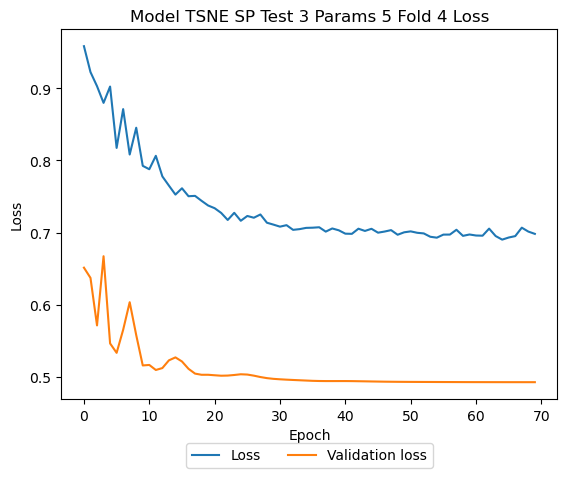 Model TSNE SP Test 3 Params 5 Fold 4 Loss
Loss
0.9
0.8
0.7
0.6
0.5
0 10 20 30 40 50 60 70
Epoch
Loss Validation loss